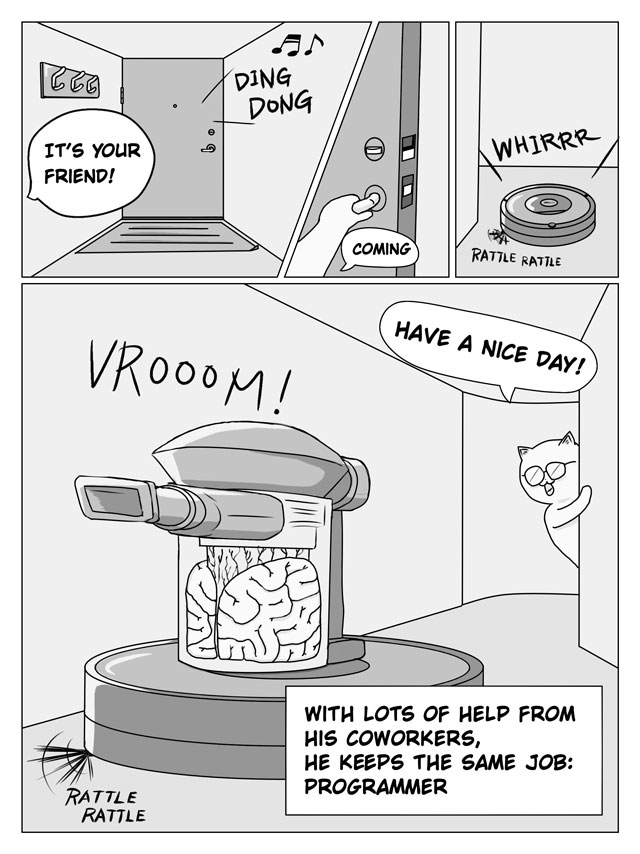 DING
DONG
IT'S YOUR
FRIEND!
COMING
WHIRRR
RATTLE RATTLE
VROOOM!
HAVE A NICE DAY!
WITH LOTS OF HELP FROM
HIS COWORKERS,
HE KEEPS THE SAME JOB:
PROGRAMMER
RATTLE
RATTLE